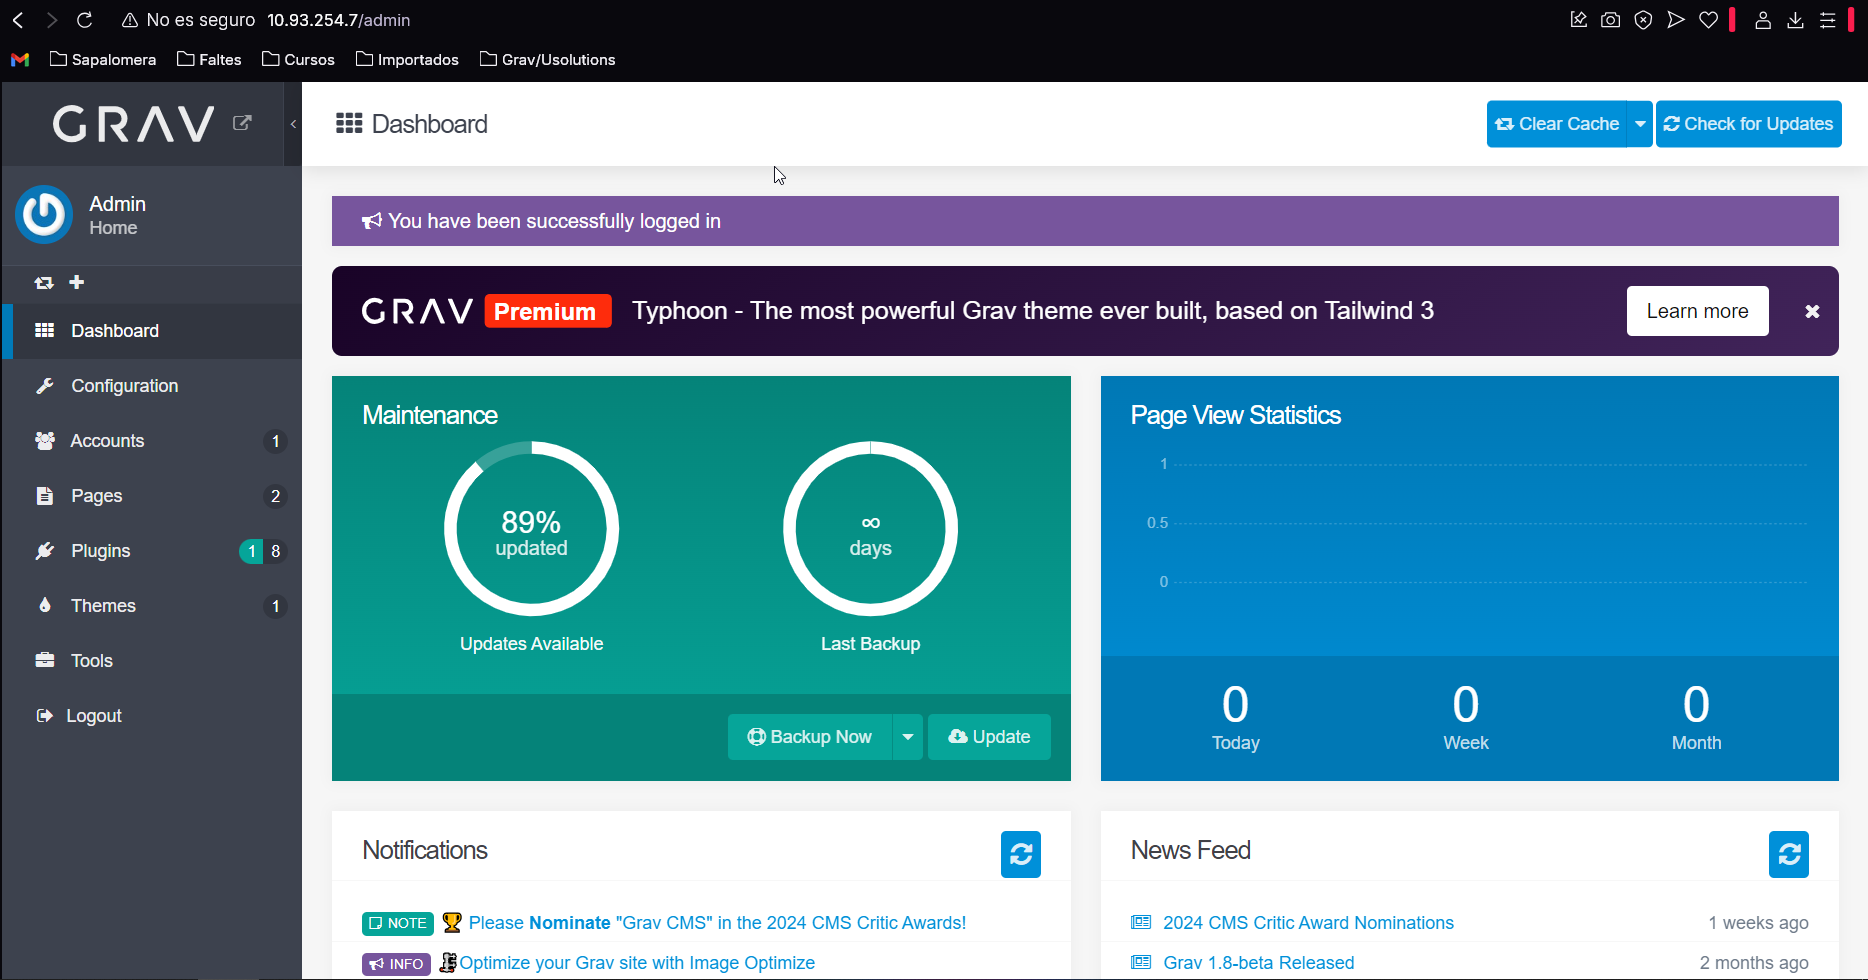 No es seguro 10.93.254.7/admin
Sapalomera Faltes Cursos Importados Grav/Usolutions
GRAV
Dashboard
Clear Cache
Check for Updates
Admin
Home
You have been successfully logged in
GRAV Premium Typhoon - The most powerful Grav theme ever built, based on Tailwind 3
Learn more
Dashboard
Configuration
Accounts 1
Pages 2
Plugins 1 8
Themes 1
Tools
Logout
Maintenance
89%
updated
Updates Available
∞
days
Last Backup
Backup Now
Update
Page View Statistics
1
0.5
0
0
Today
0
Week
0
Month
Notifications
NOTE 🏆 Please Nominate "Grav CMS" in the 2024 CMS Critic Awards!
INFO Optimize your Grav site with Image Optimize
News Feed
2024 CMS Critic Award Nominations 1 weeks ago
Grav 1.8-beta Released 2 months ago